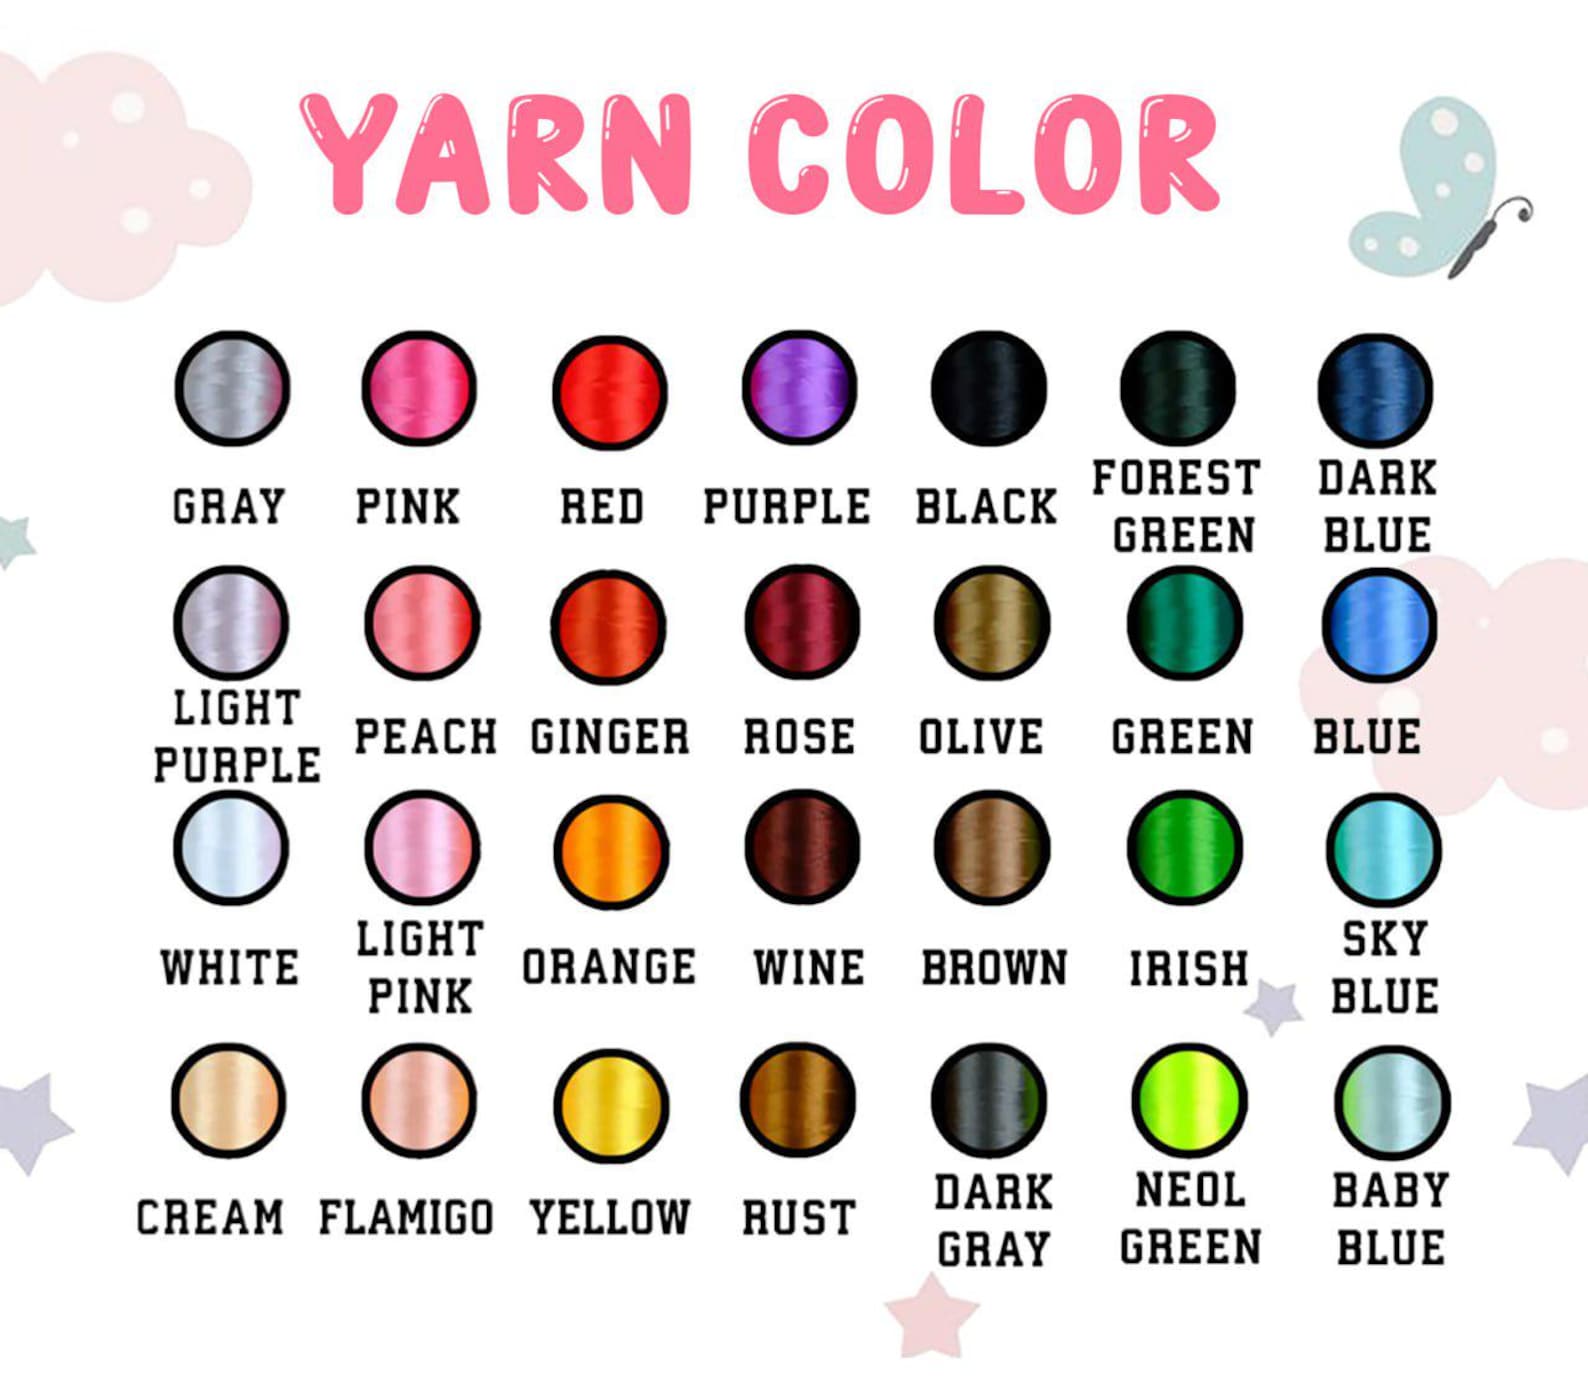 YARN COLOR
GRAY PINK RED PURPLE BLACK FOREST GREEN DARK BLUE
LIGHT PURPLE PEACH GINGER ROSE OLIVE GREEN BLUE
WHITE LIGHT PINK ORANGE WINE BROWN IRISH SKY BLUE
CREAM FLAMIGO YELLOW RUST DARK GRAY NEOL GREEN BABY BLUE